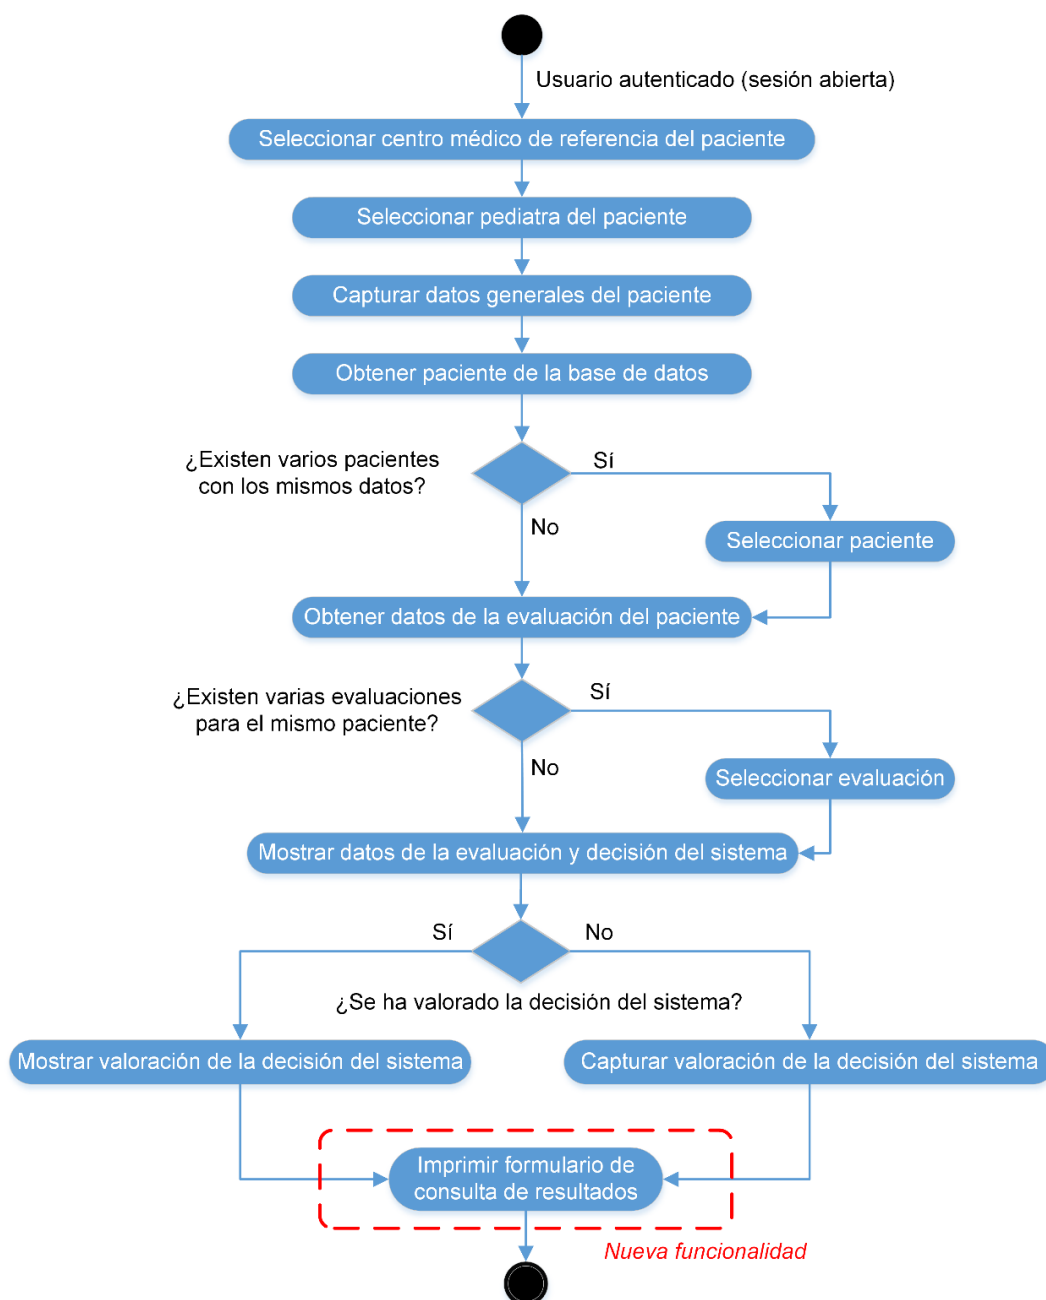 Usuario autenticado (sesión abierta)
Seleccionar centro médico de referencia del paciente
Seleccionar pediatra del paciente
Capturar datos generales del paciente
Obtener paciente de la base de datos
¿Existen varios pacientes
con los mismos datos?
Sí
No
Seleccionar paciente
Obtener datos de la evaluación del paciente
¿Existen varias evaluaciones
para el mismo paciente?
Sí
No
Seleccionar evaluación
Mostrar datos de la evaluación y decisión del sistema
Sí
No
¿Se ha valorado la decisión del sistema?
Mostrar valoración de la decisión del sistema
Capturar valoración de la decisión del sistema
Imprimir formulario de
consulta de resultados
Nueva funcionalidad